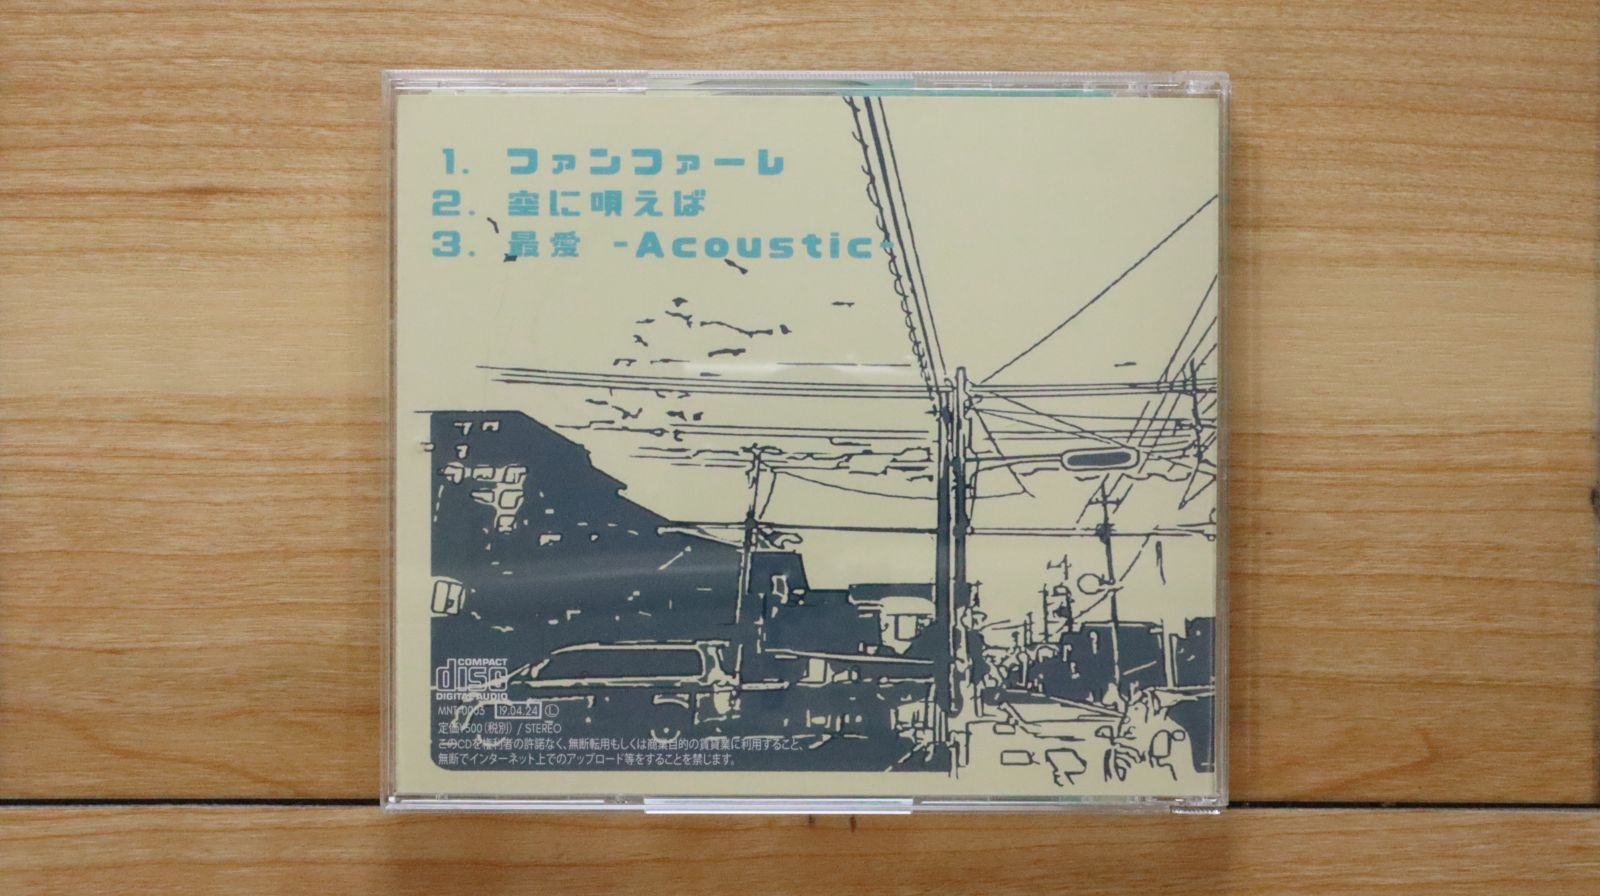 1. ファンファーレ
2. 空に唄えば
3. 最愛 -Acoustic-
COMPACT
disc
DIGITAL AUDIO
MNT-0003 19.04.24 Ⓛ
定価¥500（税別）/ STEREO
このCDを権利者の許諾なく、無断転用もしくは商業目的の賃貸業に利用すること、
無断でインターネット上でのアップロード等をすることを禁じます。